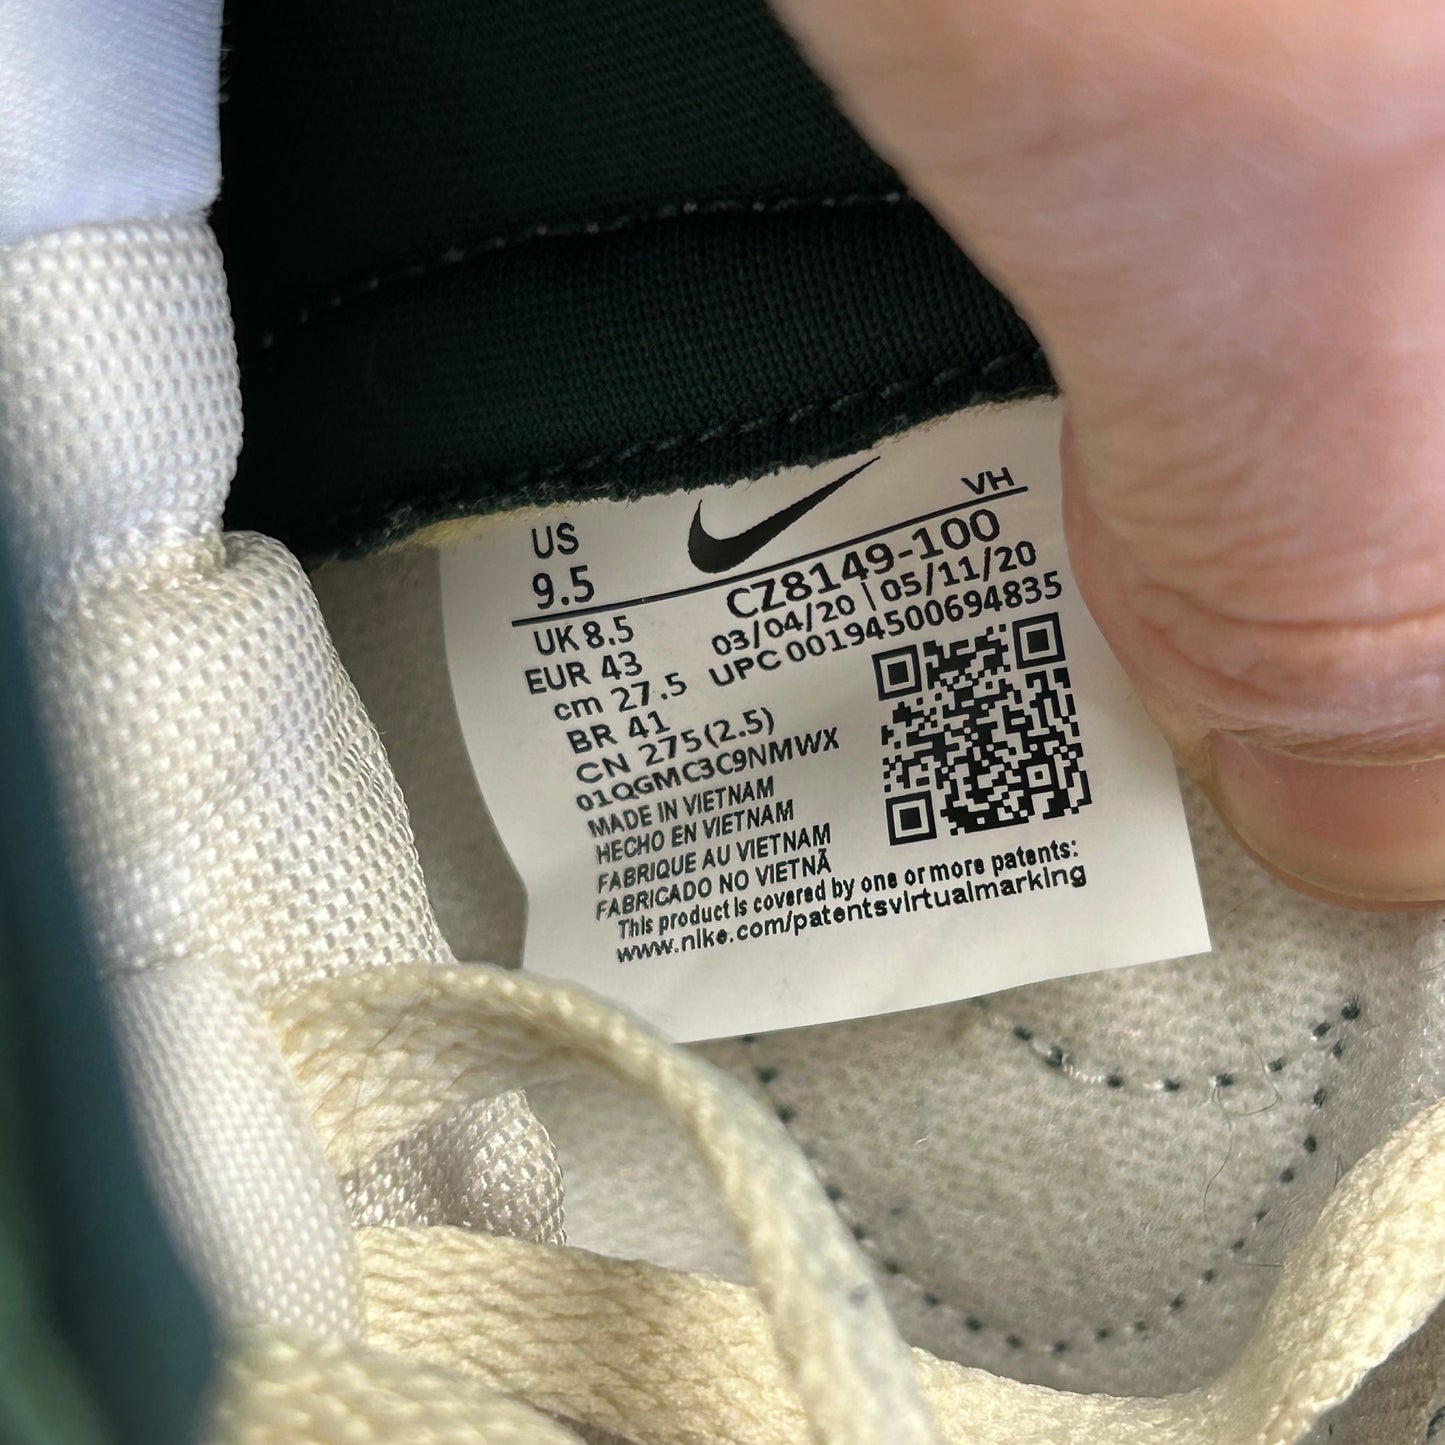 US
9.5
VH
CZ8149-100
03/04/20 | 05/11/20
UPC 00194500694835
UK 8.5
EUR 43
cm 27.5
BR 41
CN 275(2.5)
01QGMC3C9NMWX
MADE IN VIETNAM
HECHO EN VIETNAM
FABRIQUE AU VIETNAM
FABRICADO NO VIETNÃ
This product is covered by one or more patents:
www.nike.com/patentsvirtualmarking